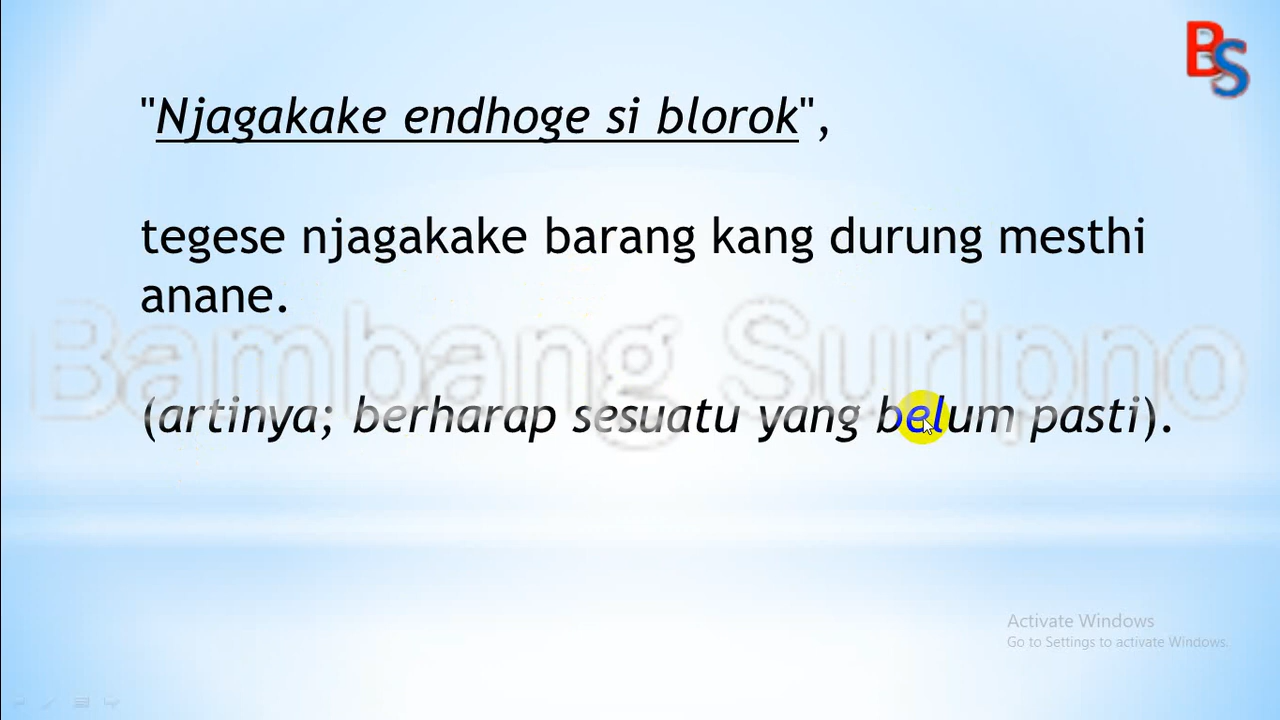 BS
"Njagakake endhoge si blorok",
tegese njagakake barang kang durung mesthi
anane.
Bambang Suripno
(artinya; berharap sesuatu yang belum pasti).
Activate Windows
Go to Settings to activate Windows.